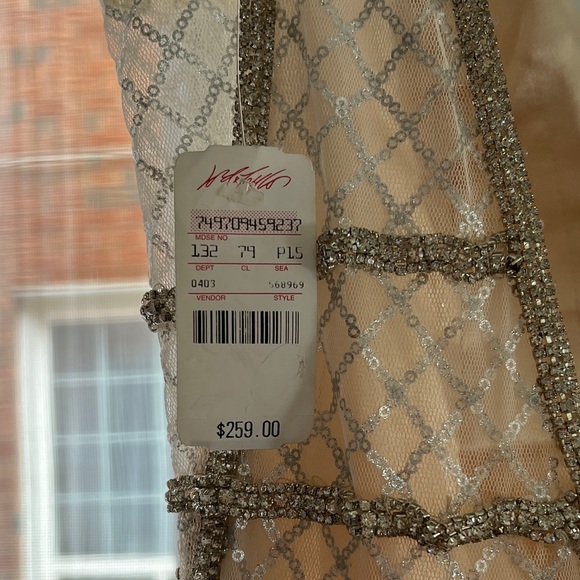 749709459237
MDSE NO
132 79 P15
DEPT CL SEA
0403 568969
VENDOR STYLE
$259.00